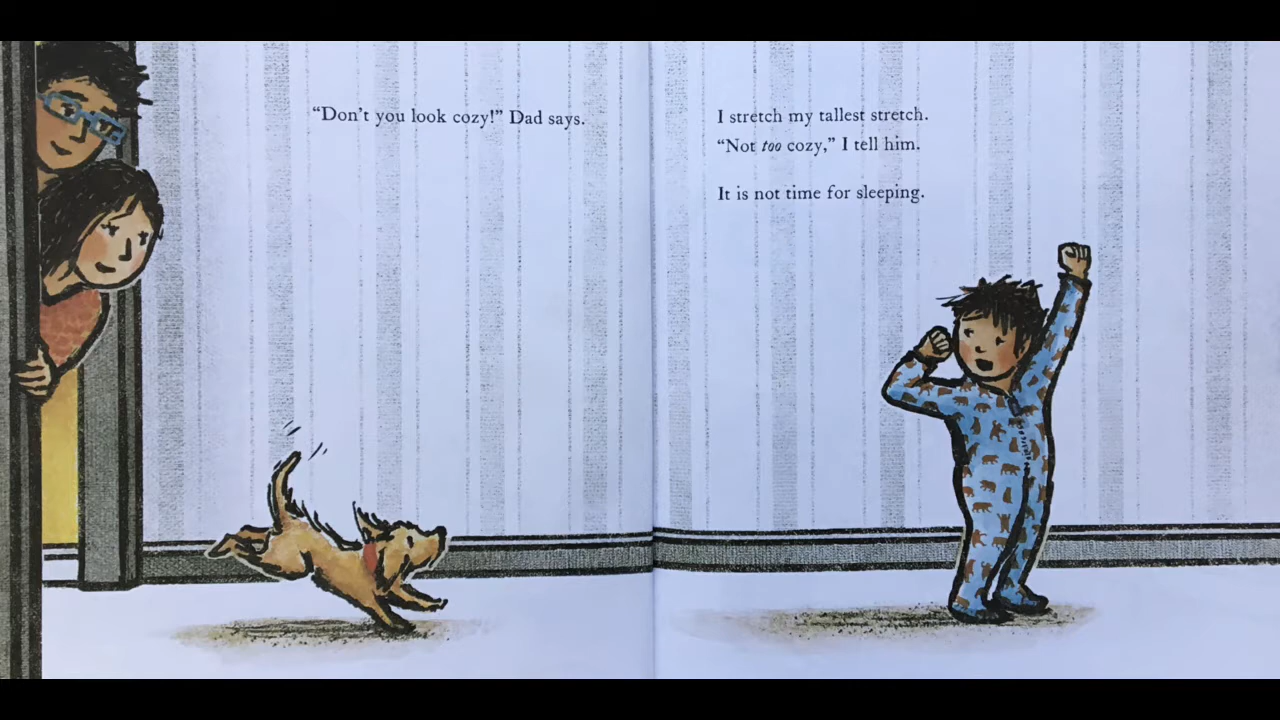 “Don’t you look cozy!” Dad says.
I stretch my tallest stretch.
“Not too cozy,” I tell him.
It is not time for sleeping.